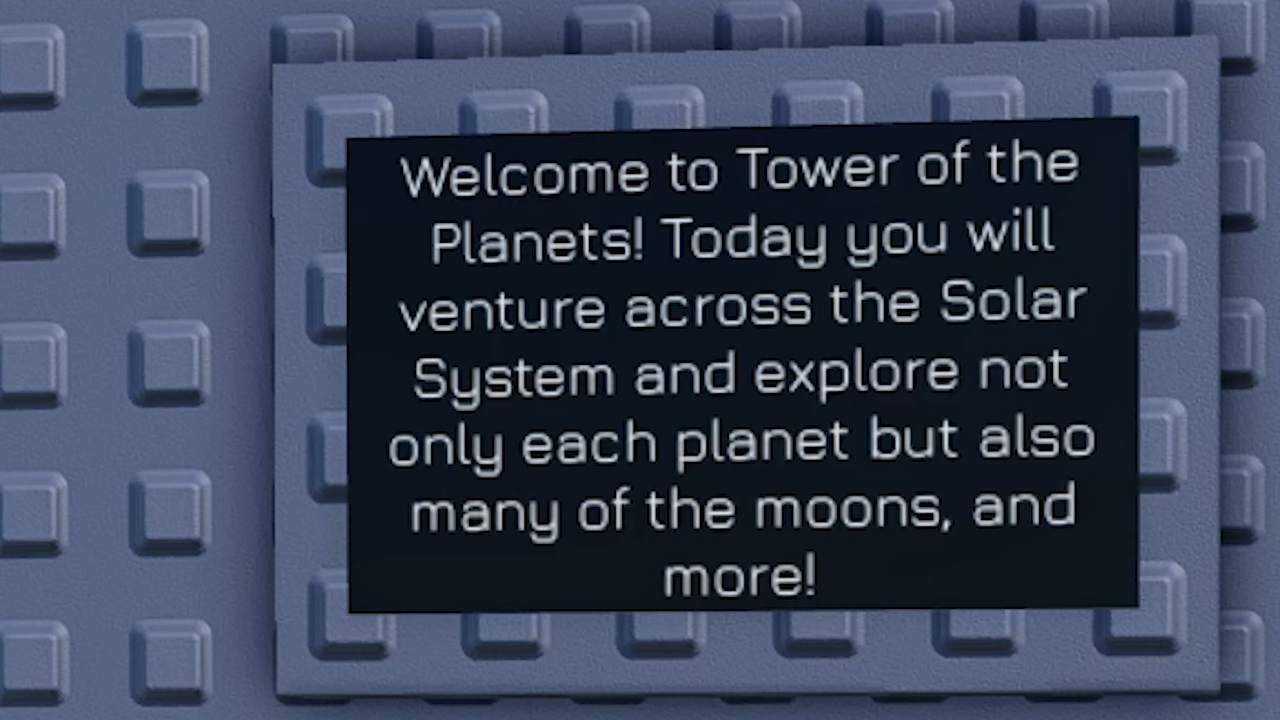 Welcome to Tower of the
Planets! Today you will
venture across the Solar
System and explore not
only each planet but also
many of the moons, and
more!